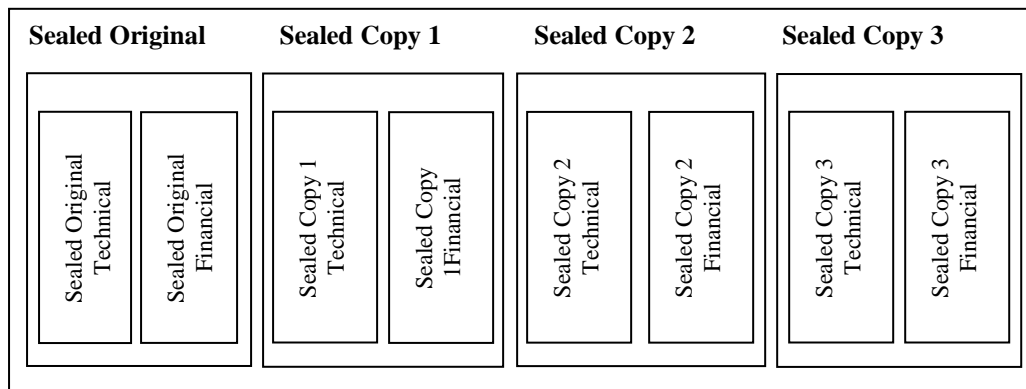 Sealed Original
Sealed Copy 1
Sealed Copy 2
Sealed Copy 3
Sealed Original
Technical
Sealed Original
Financial
Sealed Copy 1
Technical
Sealed Copy
1Financial
Sealed Copy 2
Technical
Sealed Copy 2
Financial
Sealed Copy 3
Technical
Sealed Copy 3
Financial